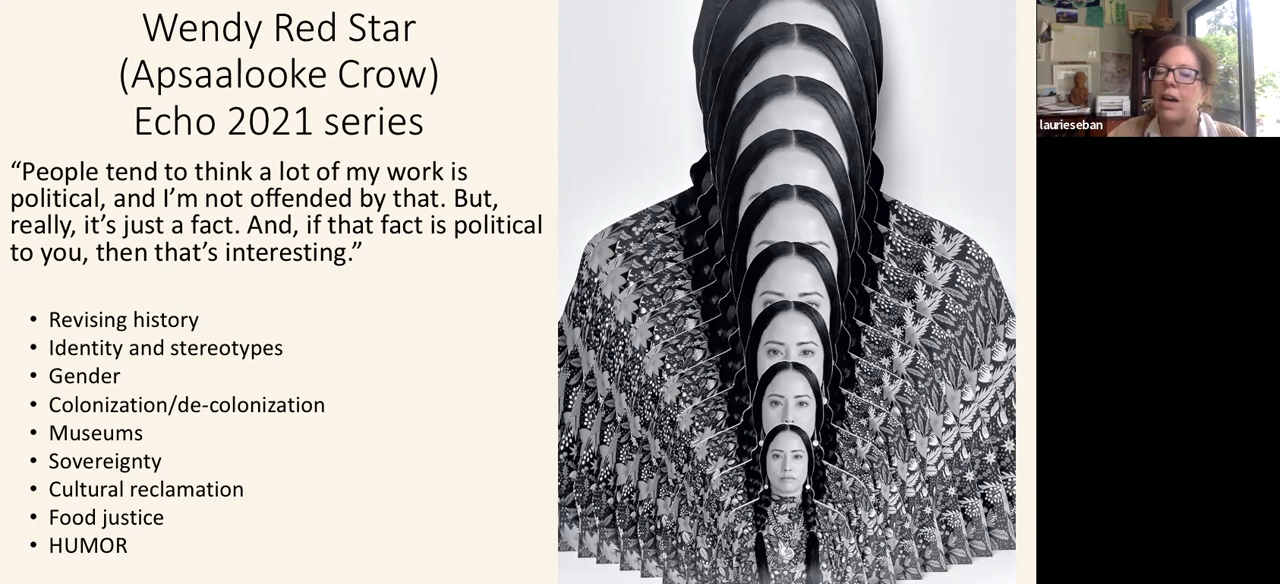 Wendy Red Star
(Apsaalooke Crow)
Echo 2021 series
“People tend to think a lot of my work is
political, and I’m not offended by that. But,
really, it’s just a fact. And, if that fact is political
to you, then that’s interesting.”
• Revising history
• Identity and stereotypes
• Gender
• Colonization/de-colonization
• Museums
• Sovereignty
• Cultural reclamation
• Food justice
• HUMOR
laurieseban